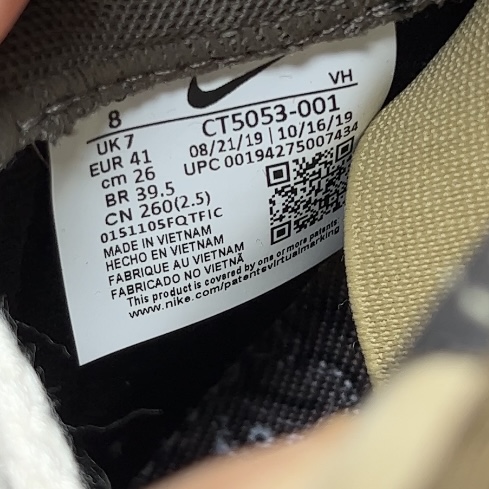 VH
8
UK 7
EUR 41
cm 26
BR 39.5
CN 260(2.5)
0151105FQTFIC
CT5053-001
08/21/19 | 10/16/19
UPC 00194275007434
MADE IN VIETNAM
HECHO EN VIETNAM
FABRIQUE AU VIETNAM
FABRICADO NO VIETNÃ
This product is covered by one or more patents
www.nike.com/patentsvirtualmarking